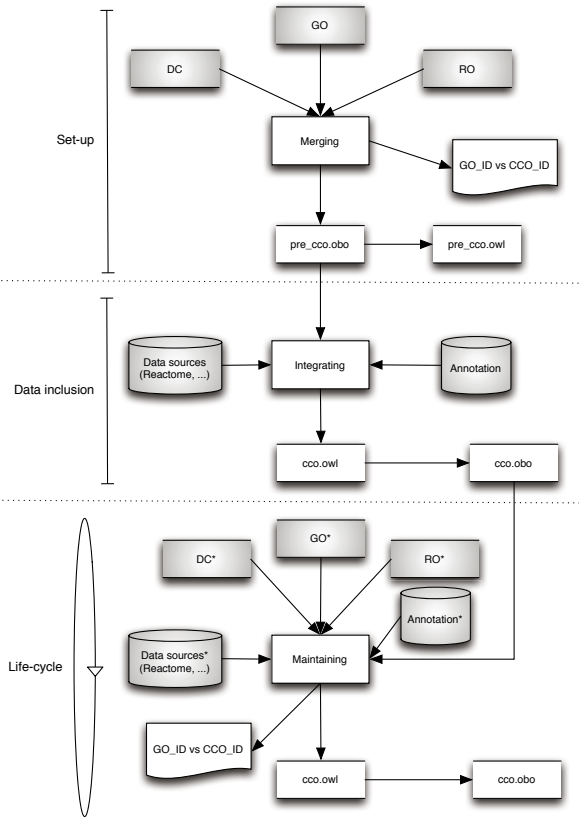 GO
DC
RO
Set-up
Merging
GO_ID vs CCO_ID
pre_cco.obo
pre_cco.owl
Data sources
(Reactome, ...)
Integrating
Annotation
Data inclusion
cco.owl
cco.obo
GO*
DC*
RO*
Annotation*
Data sources*
(Reactome, ...)
Maintaining
Life-cycle
GO_ID vs CCO_ID
cco.owl
cco.obo